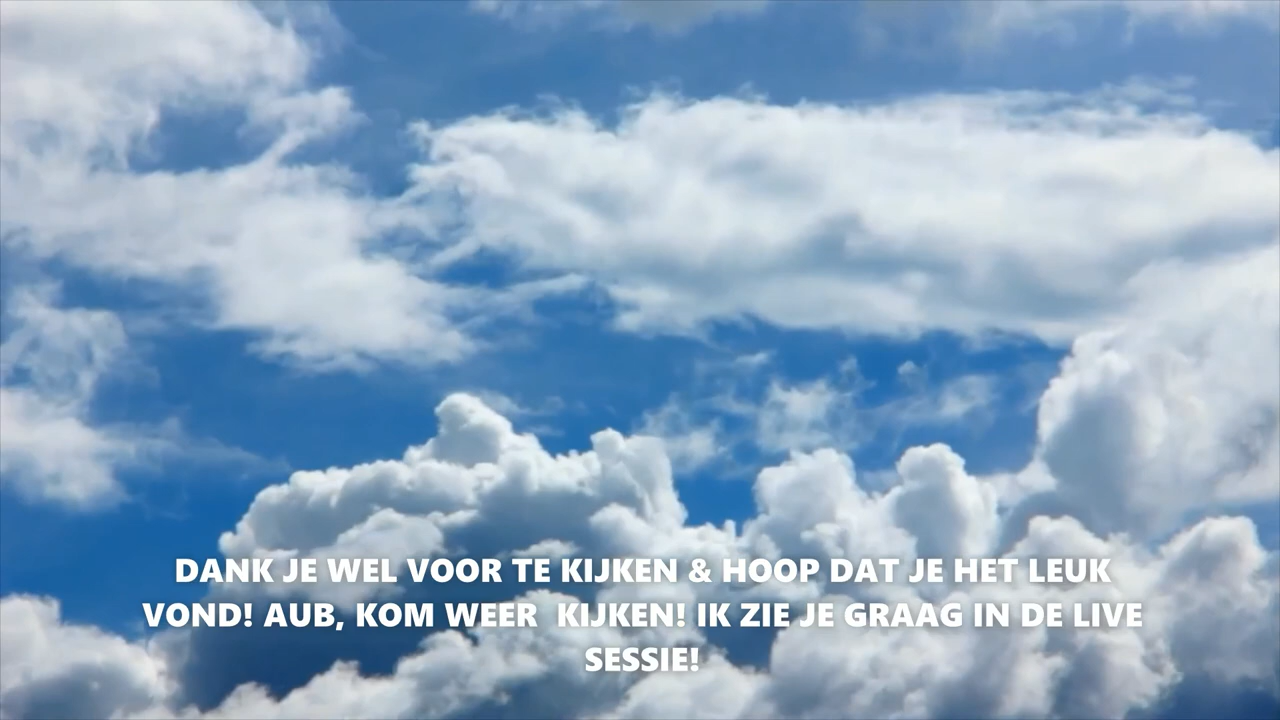 DANK JE WEL VOOR TE KIJKEN & HOOP DAT JE HET LEUK
VOND! AUB, KOM WEER  KIJKEN! IK ZIE JE GRAAG IN DE LIVE
SESSIE!